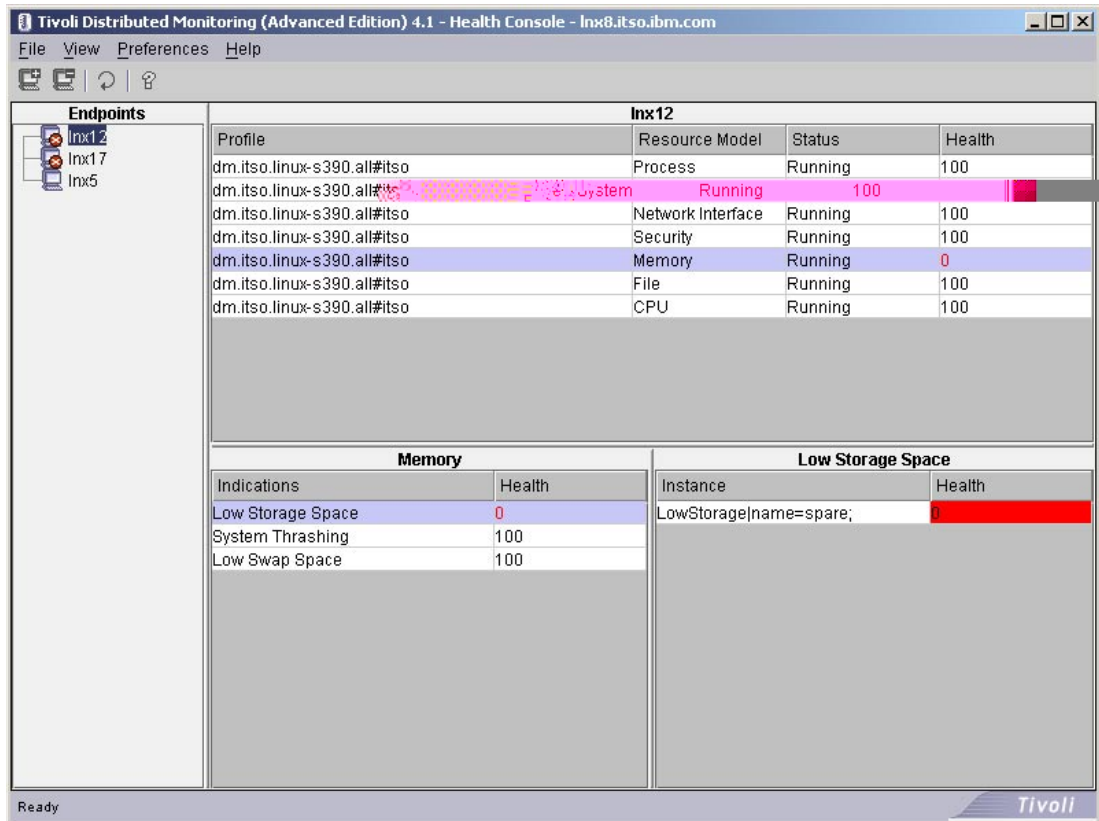 Tivoli Distributed Monitoring (Advanced Edition) 4.1 - Health Console - lnx8.itso.ibm.com
File View Preferences Help
Endpoints
lnx12
lnx17
lnx5
lnx12
Profile Resource Model Status Health
dm.itso.linux-s390.all#itso Process Running 100
dm.itso.linux-s390.all# System Running 100
dm.itso.linux-s390.all#itso Network Interface Running 100
dm.itso.linux-s390.all#itso Security Running 100
dm.itso.linux-s390.all#itso Memory Running 0
dm.itso.linux-s390.all#itso File Running 100
dm.itso.linux-s390.all#itso CPU Running 100
Memory
Indications Health
Low Storage Space 0
System Thrashing 100
Low Swap Space 100
Low Storage Space
Instance Health
LowStorage|name=spare; 0
Ready
Tivoli